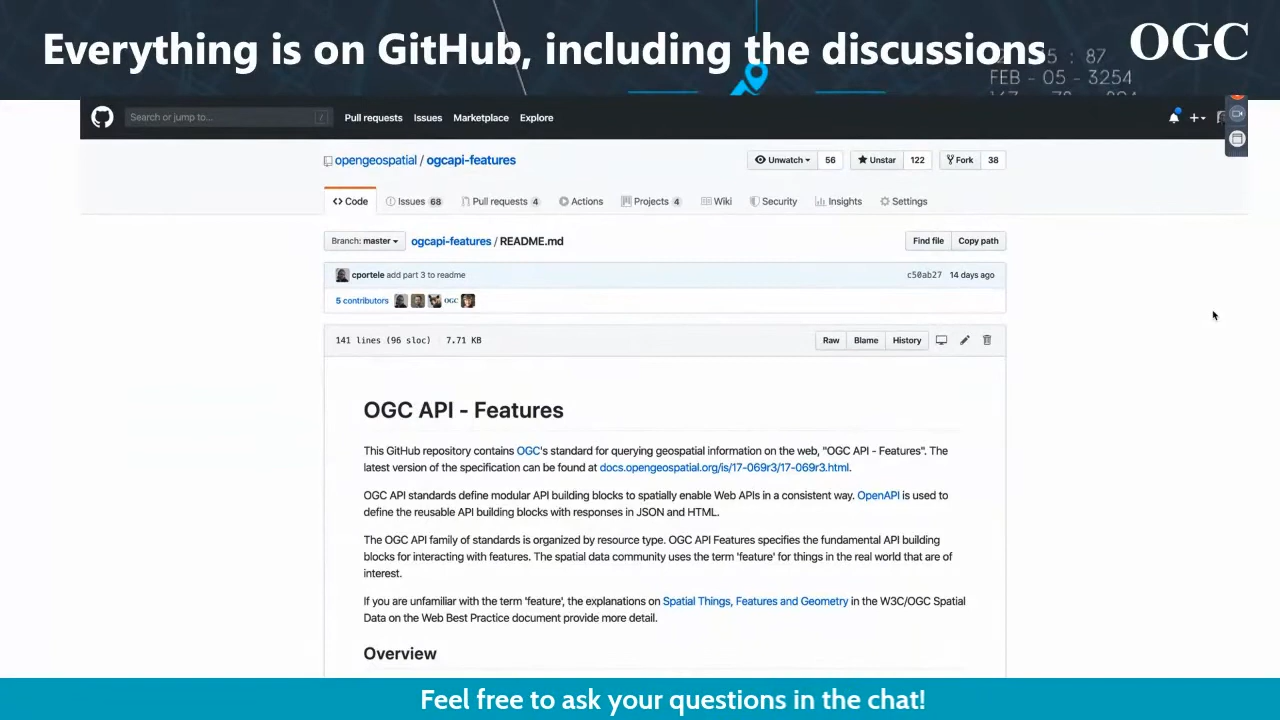 Everything is on GitHub, including the discussions
OGC
5 : 87
FEB - 05 - 3254
Search or jump to... /
Pull requests Issues Marketplace Explore
opengeospatial / ogcapi-features
Unwatch 56 Unstar 122 Fork 38
Code Issues 68 Pull requests 4 Actions Projects 4 Wiki Security Insights Settings
Branch: master ogcapi-features / README.md Find file Copy path
cportele add part 3 to readme c50ab27 14 days ago
5 contributors OGC
141 lines (96 sloc) 7.71 KB Raw Blame History
OGC API - Features
This GitHub repository contains OGC's standard for querying geospatial information on the web, "OGC API - Features". The
latest version of the specification can be found at docs.opengeospatial.org/is/17-069r3/17-069r3.html.
OGC API standards define modular API building blocks to spatially enable Web APIs in a consistent way. OpenAPI is used to
define the reusable API building blocks with responses in JSON and HTML.
The OGC API family of standards is organized by resource type. OGC API Features specifies the fundamental API building
blocks for interacting with features. The spatial data community uses the term 'feature' for things in the real world that are of
interest.
If you are unfamiliar with the term 'feature', the explanations on Spatial Things, Features and Geometry in the W3C/OGC Spatial
Data on the Web Best Practice document provide more detail.
Overview
Feel free to ask your questions in the chat!